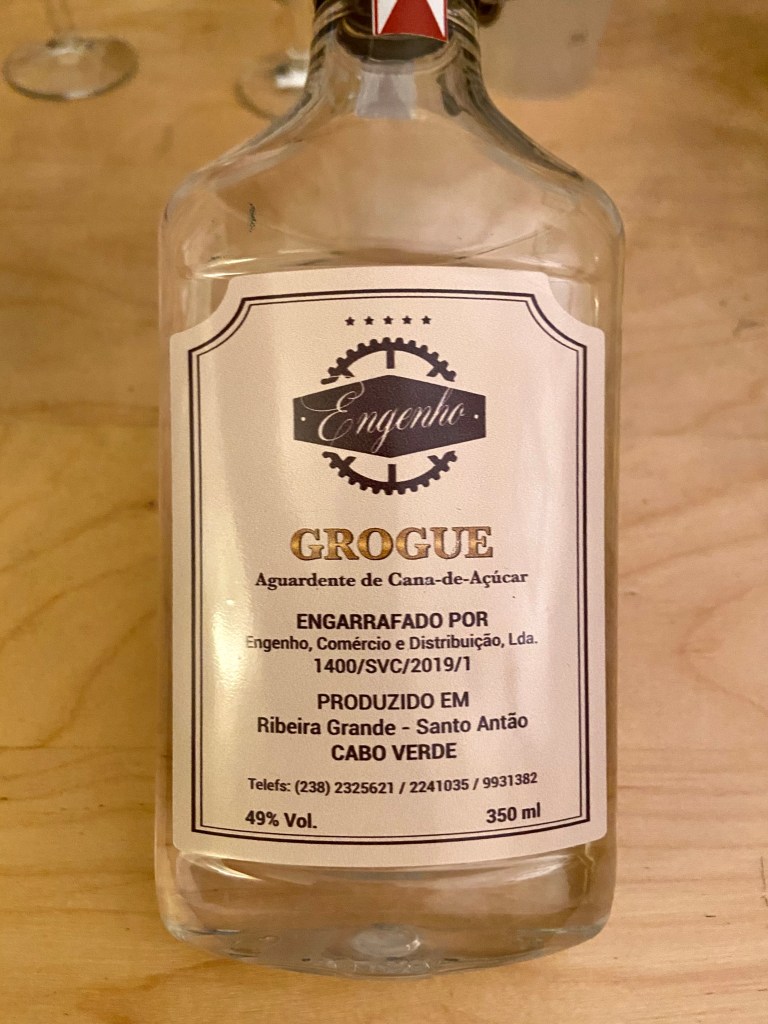 Engenho
GROGUE
Aguardente de Cana-de-Açúcar
ENGARRAFADO POR
Engenho, Comércio e Distribuição, Lda.
1400/SVC/2019/1
PRODUZIDO EM
Ribeira Grande - Santo Antão
CABO VERDE
Telefs: (238) 2325621 / 2241035 / 9931382
49% Vol.
350 ml